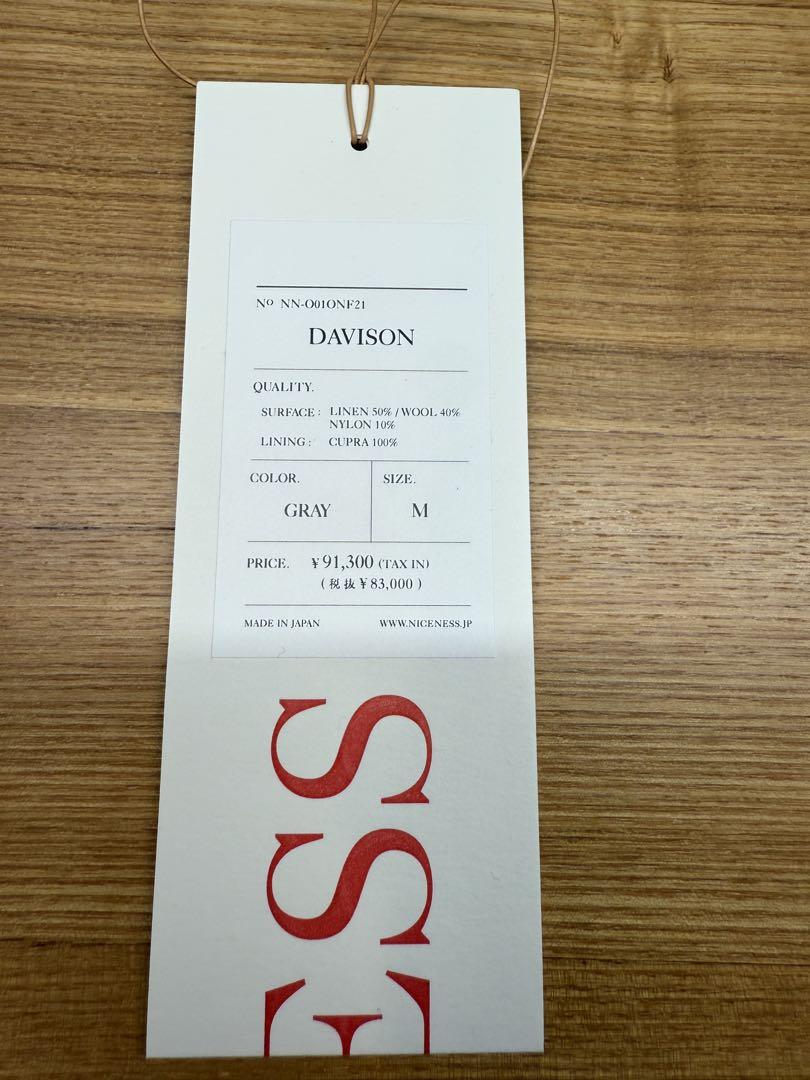 Nº NN-O01ONF21
DAVISON
QUALITY.
SURFACE : LINEN 50% / WOOL 40%
NYLON 10%
LINING : CUPRA 100%
COLOR. SIZE.
GRAY M
PRICE. ¥91,300 (TAX IN)
( 税抜 ¥83,000 )
MADE IN JAPAN WWW.NICENESS.JP
ESS